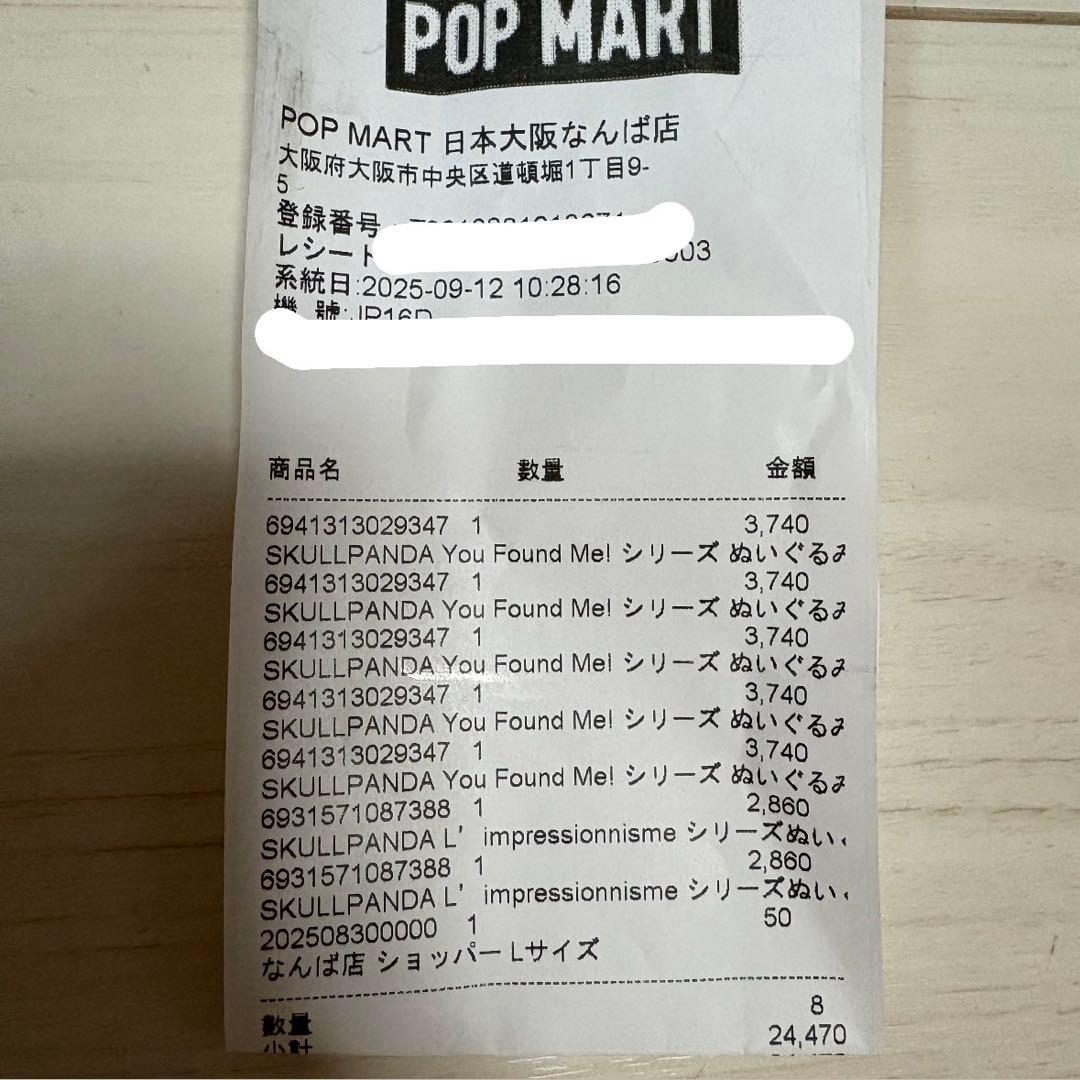 POP MART
POP MART 日本大阪なんば店
大阪府大阪市中央区道頓堀1丁目9-
5
登録番号
レシート 003
系統日:2025-09-12 10:28:16
機 號:JP16D
商品名 数量 金額
6941313029347 1 3,740
SKULLPANDA You Found Me! シリーズ ぬいぐるみ
6941313029347 1 3,740
SKULLPANDA You Found Me! シリーズ ぬいぐるみ
6941313029347 1 3,740
SKULLPANDA You Found Me! シリーズ ぬいぐるみ
6941313029347 1 3,740
SKULLPANDA You Found Me! シリーズ ぬいぐるみ
6941313029347 1 3,740
SKULLPANDA You Found Me! シリーズ ぬいぐるみ
6931571087388 1 2,860
SKULLPANDA L’impressionnisme シリーズぬい
6931571087388 1 2,860
SKULLPANDA L’impressionnisme シリーズぬい
202508300000 1 50
なんば店 ショッパー Lサイズ
8
數量 24,470
小計